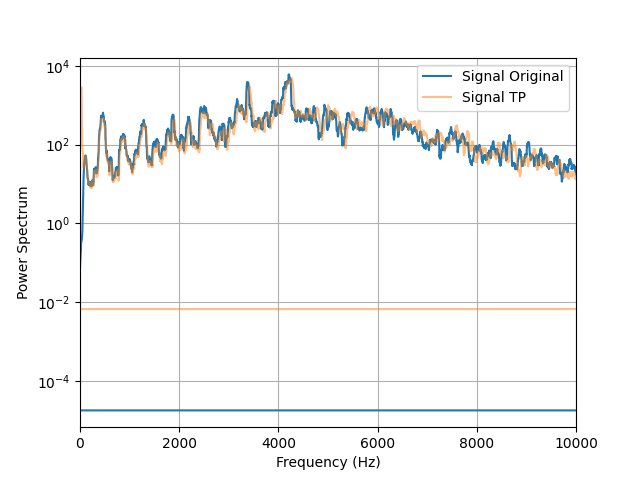 Signal Original
Signal TP
Power Spectrum
10^4
10^2
10^0
10^−2
10^−4
0 2000 4000 6000 8000 10000
Frequency (Hz)